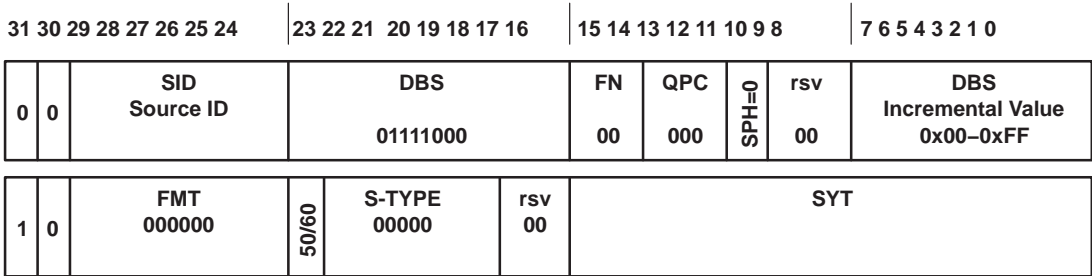 31 30 29 28 27 26 25 24 23 22 21 20 19 18 17 16 15 14 13 12 11 10 9 8 7 6 5 4 3 2 1 0
0 0 SID DBS FN QPC SPH=0 rsv DBS
Source ID Incremental Value
01111000 00 000 00 0x00−0xFF
1 0 FMT 50/60 S-TYPE rsv SYT
000000 00000 00